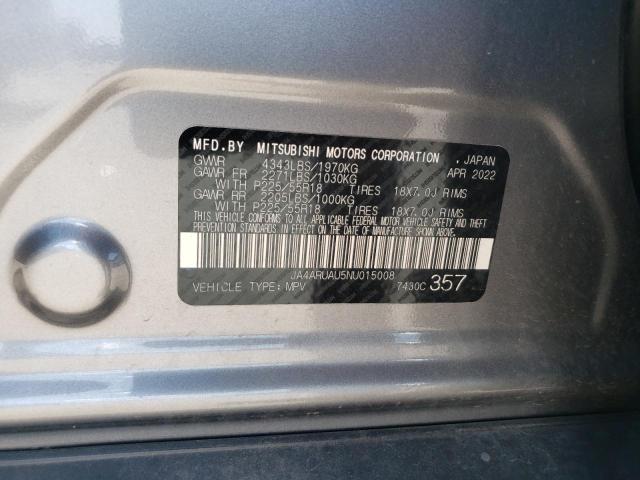 MFD.BY MITSUBISHI MOTORS CORPORATION , JAPAN
GVWR 4343LBS/1970KG APR 2022
GAWR FR 2271LBS/1030KG
WITH P225/55R18 TIRES 18X7.0J RIMS
GAWR RR 2205LBS/1000KG
WITH P225/55R18 TIRES 18X7.0J RIMS
THIS VEHICLE CONFORMS TO ALL APPLICABLE FEDERAL MOTOR VEHICLE SAFETY AND THEFT
PREVENTION STANDARDS IN EFFECT ON THE DATE OF MANUFACTURE SHOWN ABOVE.
JA4ARUAU5NU015008
VEHICLE TYPE: MPV 7430C 357